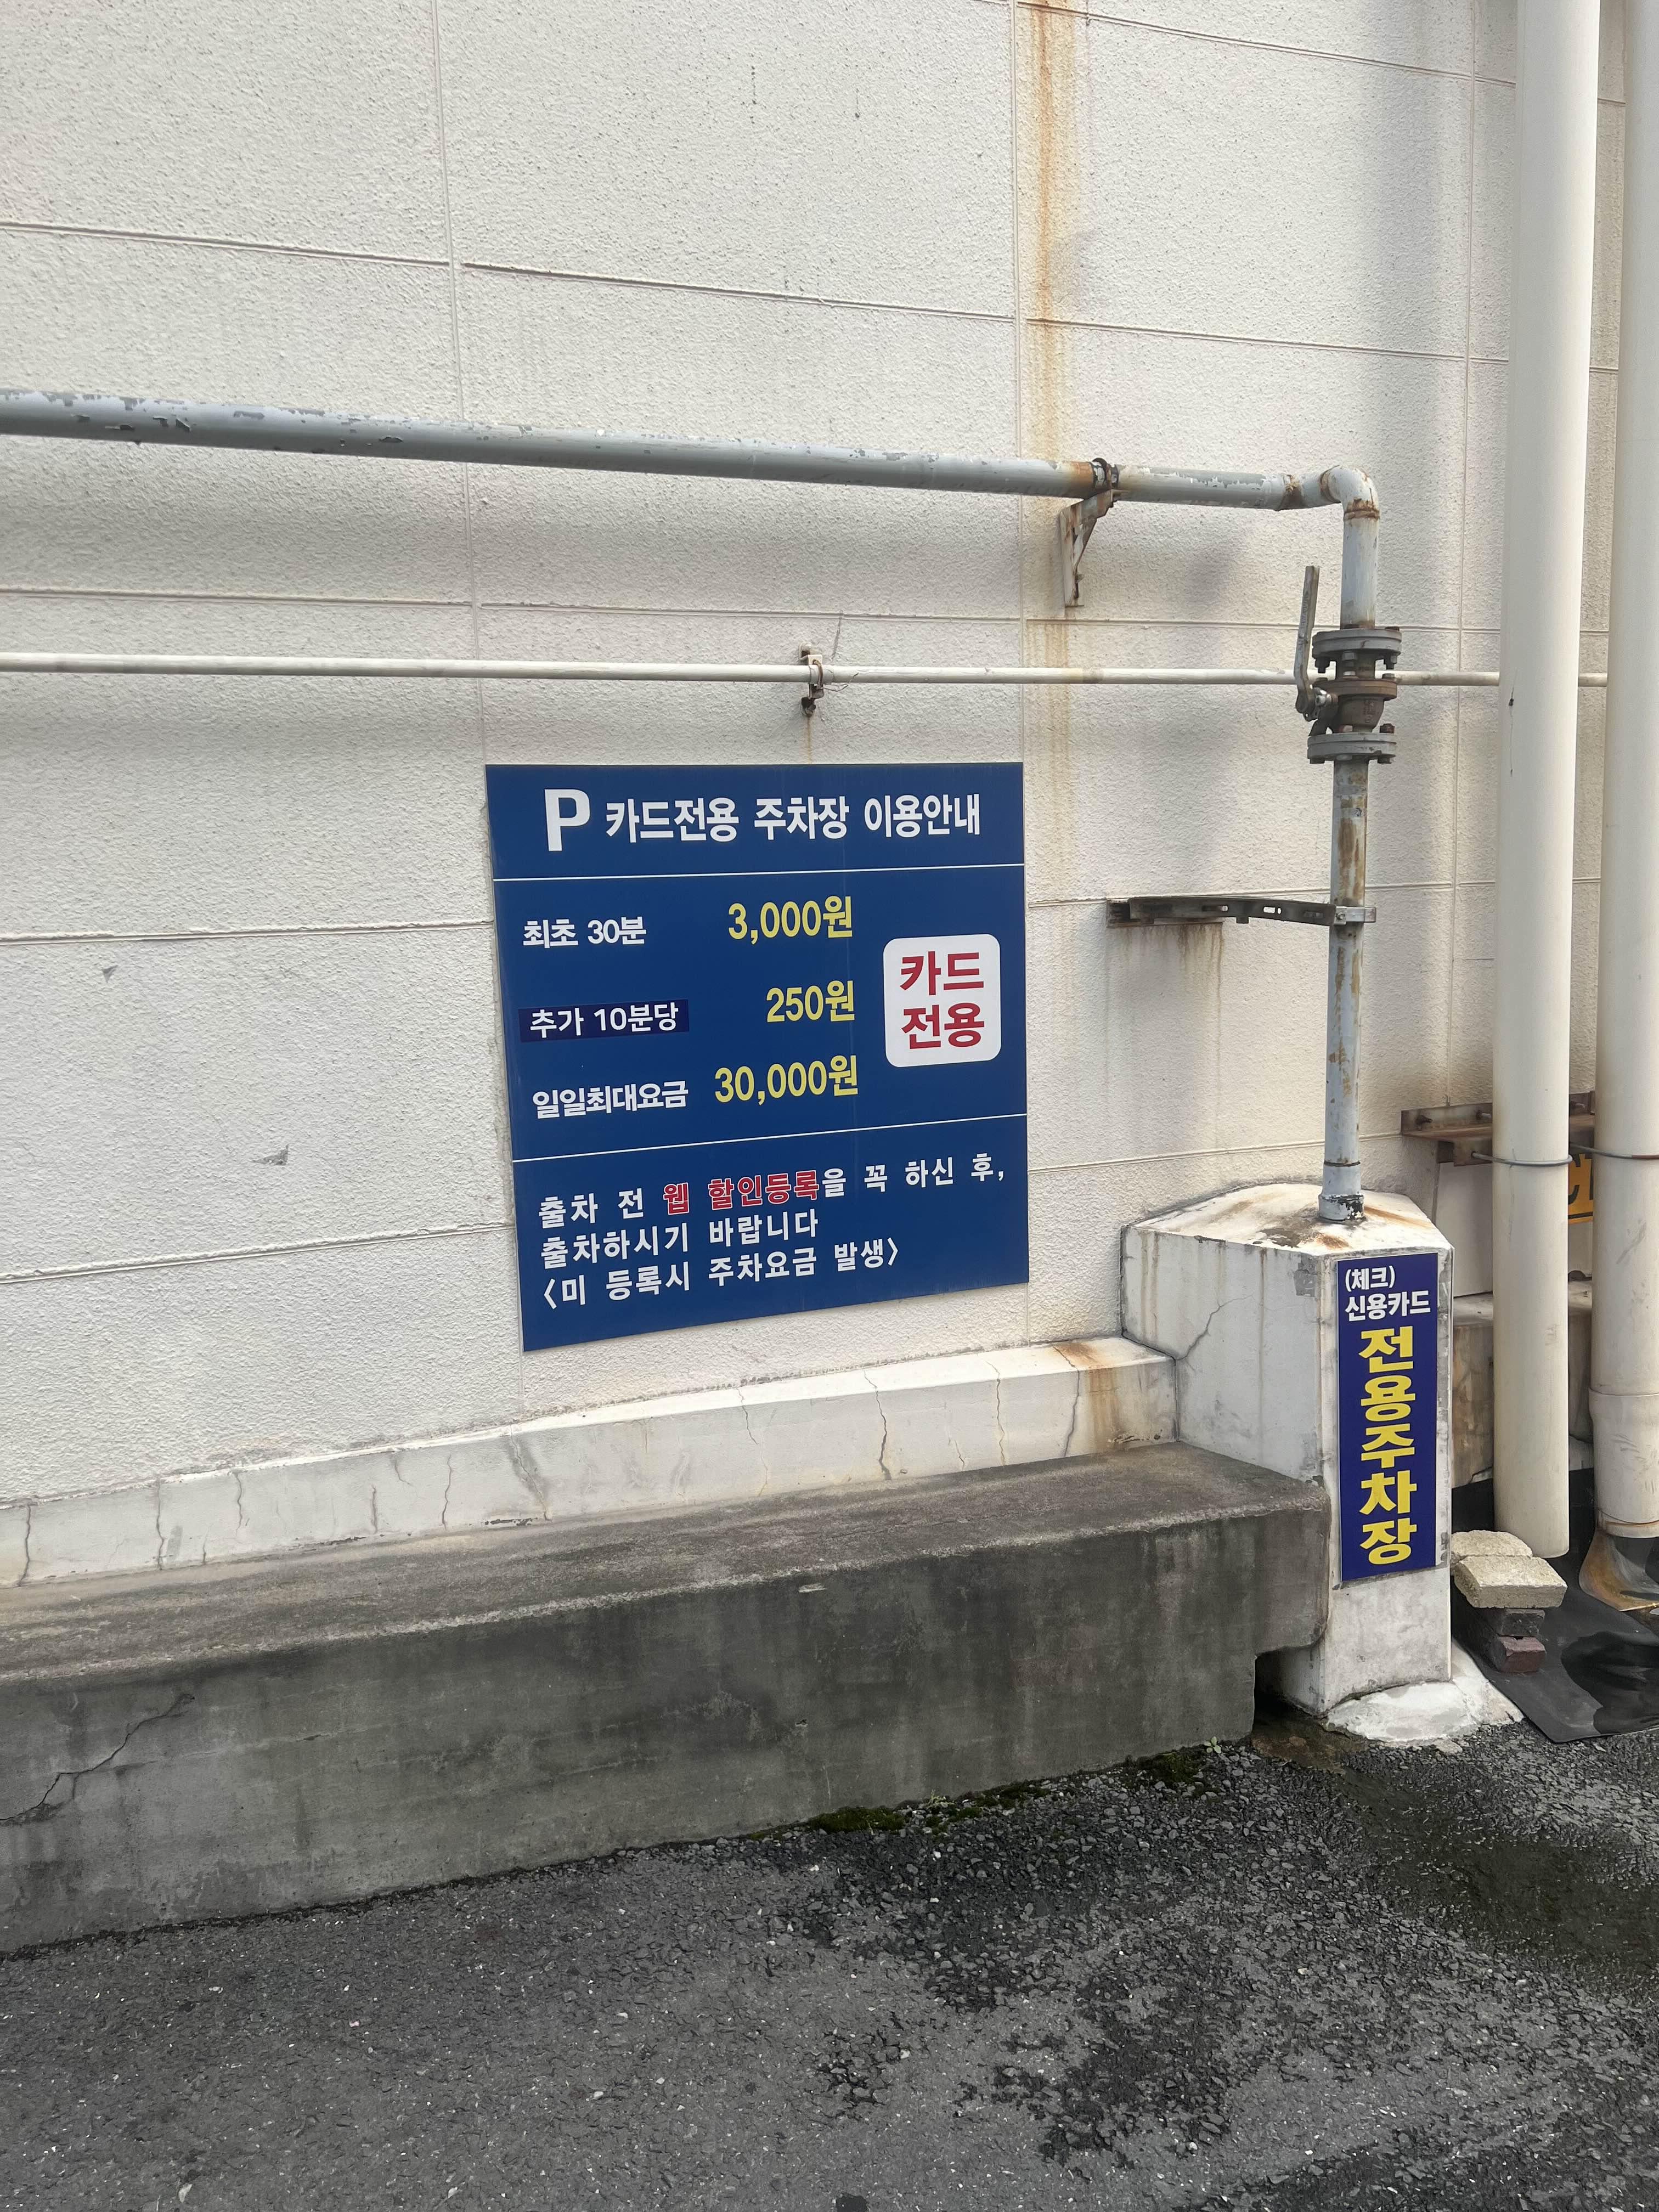 P 카드전용 주차장 이용안내
최초 30분 3,000원
추가 10분당 250원
일일최대요금 30,000원
카드
전용
출차 전 웹 할인등록을 꼭 하신 후,
출차하시기 바랍니다
<미 등록시 주차요금 발생>
(체크)
신용카드
전용주차장